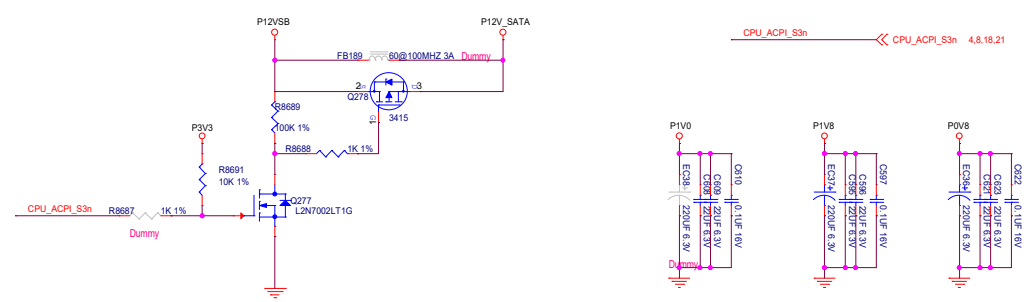 P12VSB
P12V_SATA
FB189
60@100MHZ 3A
Dummy
2
3
Q278
3415
1
G
R8689
100K 1%
P3V3
R8688
1K 1%
R8691
10K 1%
Q277
L2N7002LT1G
CPU_ACPI_S3n
R8687
1K 1%
Dummy
CPU_ACPI_S3n
CPU_ACPI_S3n 4,8,18,21
P1V0
EC38
220UF 6.3V
22UF 6.3V
C609
22UF 6.3V
C610
0.1UF 16V
Dummy
P1V8
EC37
220UF 6.3V
C595
22UF 6.3V
C596
22UF 6.3V
C597
0.1UF 16V
P0V8
EC36
220UF 6.3V
C621
22UF 6.3V
C623
22UF 6.3V
C622
0.1UF 16V